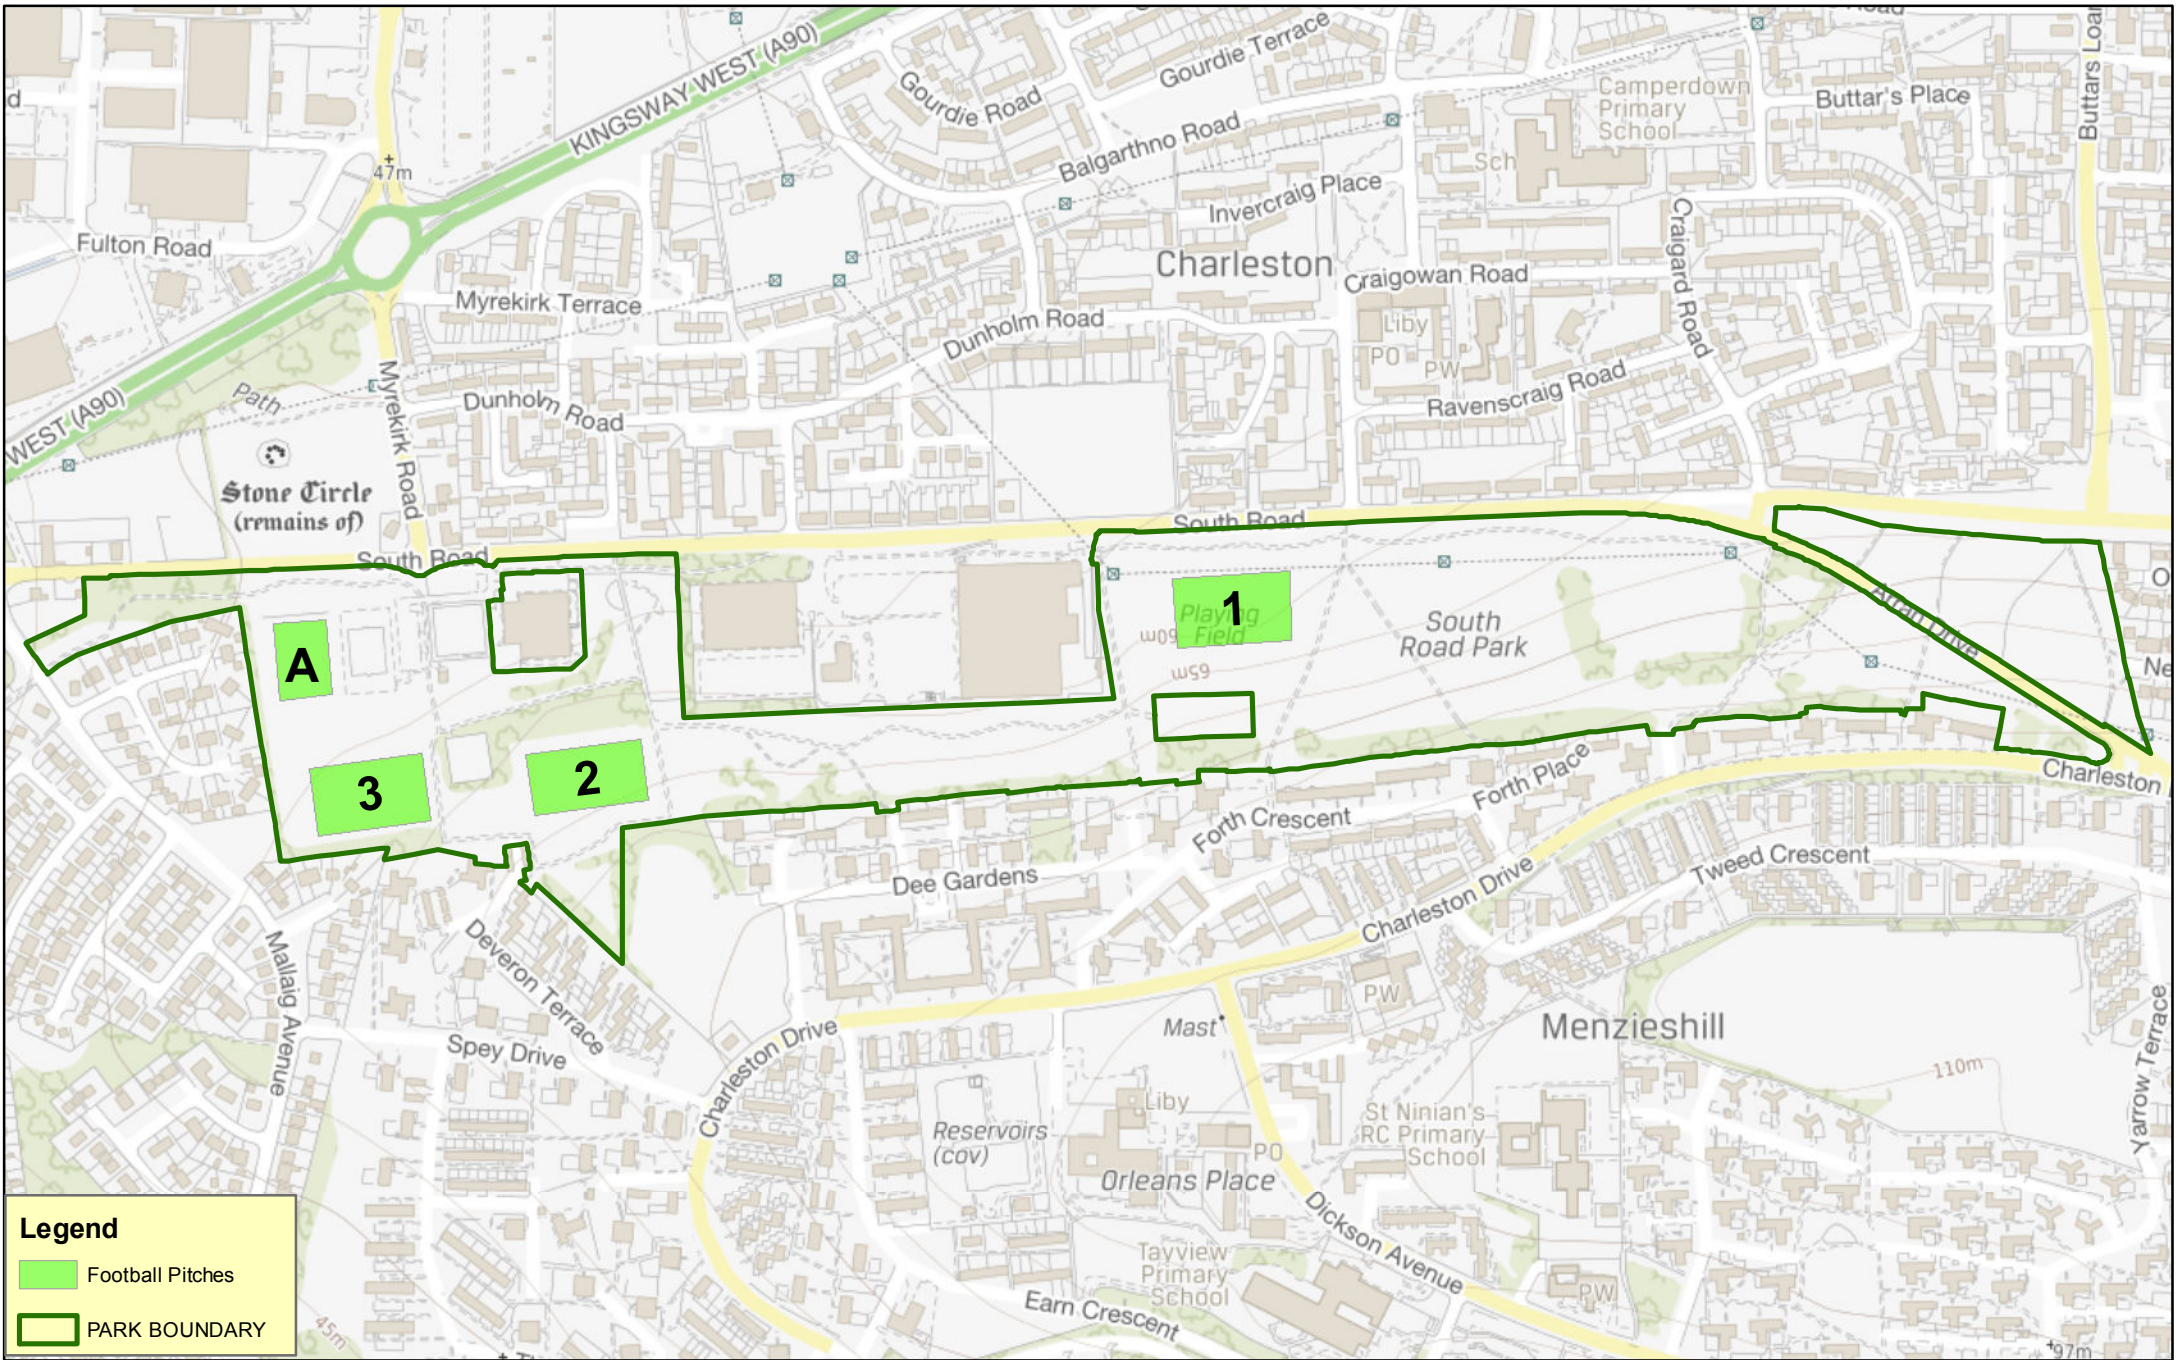 Road
KINGSWAY WEST (A90)
Gourdie Terrace
Gourdie Road
Camperdown
Primary
School
Buttar's Place
Buttars Loan
d
47m
Balgarthno Road
Sch
Invercraig Place
Fulton Road
Charleston
Craigowan Road
Craigard Road
Myrekirk Terrace
Dunholm Road
Liby
PO
PW
Path
Myrekirk Road
Dunholm Road
Ravenscraig Road
WEST (A90)
Stone Circle
(remains of)
South Road
South Road
A
1
Playing
Field
60m
65m
South
Road Park
Arran Drive
O
Ne
3
2
Forth Place
Charleston
Forth Crescent
Dee Gardens
Tweed Crescent
Charleston Drive
Mallaig Avenue
Deveron Terrace
PW
Mast
Menzieshill
Spey Drive
Charleston Drive
Yarrow Terrace
110m
Liby
Reservoirs
(cov)
PO
St Ninian's
RC Primary
School
Orleans Place
Dickson Avenue
Tayview
Primary
School
PW
Earn Crescent
45m
97m
Legend
Football Pitches
PARK BOUNDARY